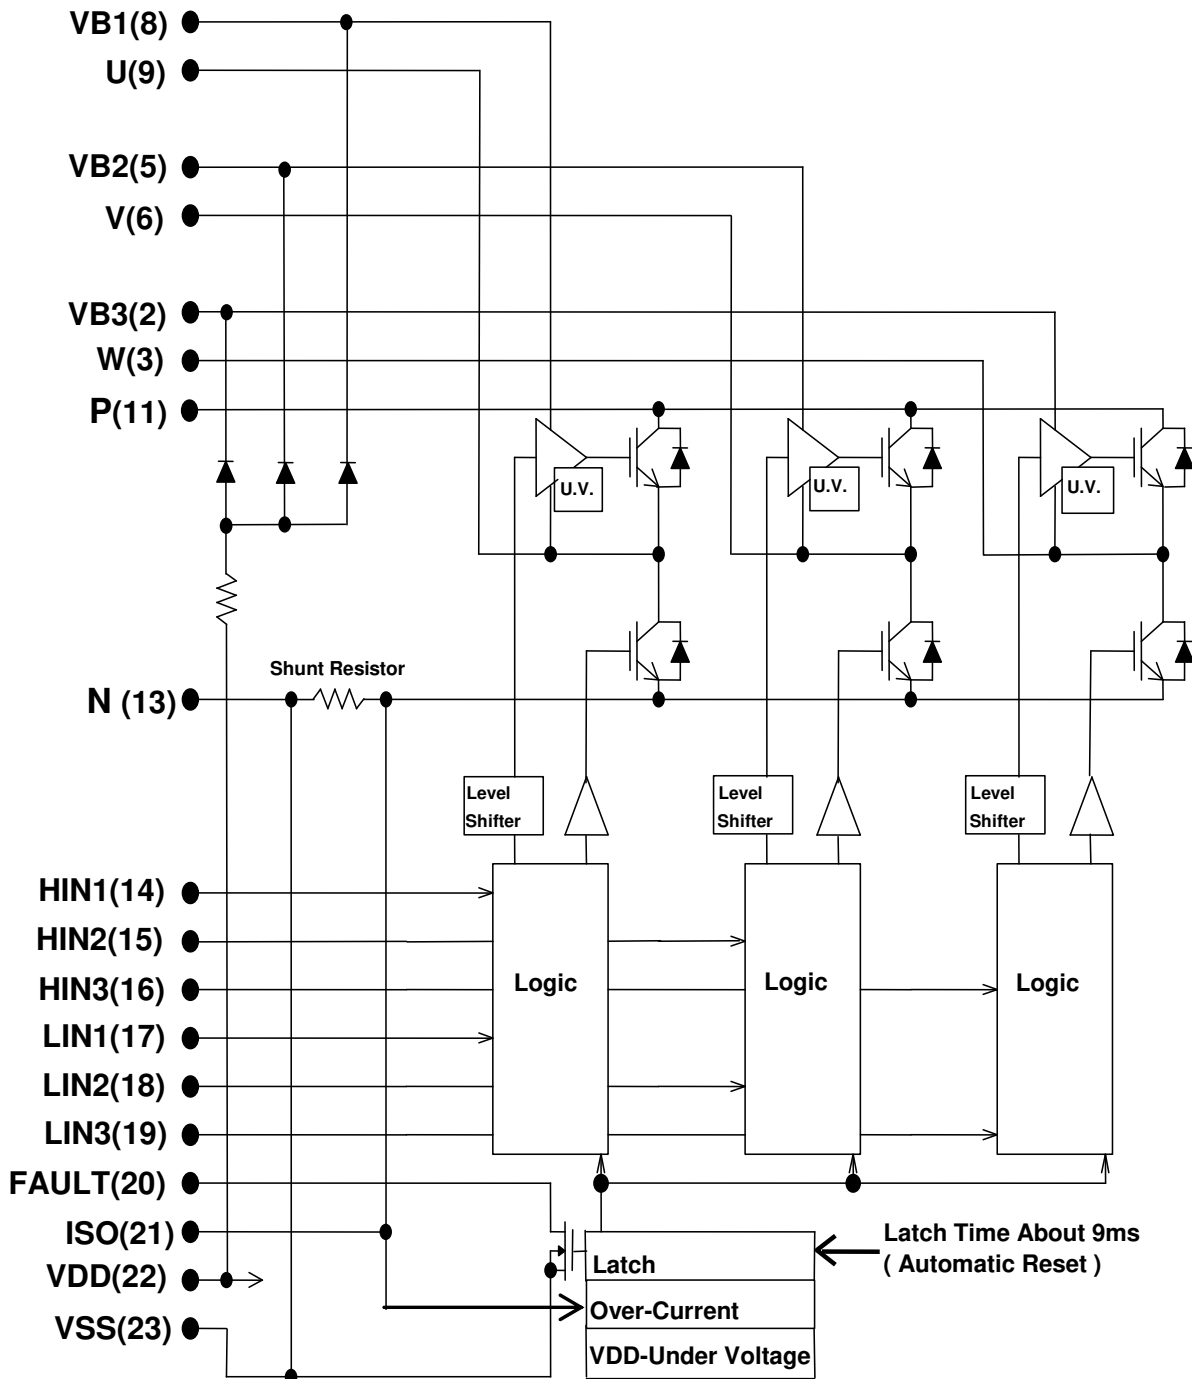 VB1(8)
U(9)
VB2(5)
V(6)
VB3(2)
W(3)
P(11)
U.V.
U.V.
U.V.
Shunt Resistor
N (13)
Level
Shifter
Level
Shifter
Level
Shifter
HIN1(14)
HIN2(15)
HIN3(16)
Logic
Logic
Logic
LIN1(17)
LIN2(18)
LIN3(19)
FAULT(20)
ISO(21)
VDD(22)
VSS(23)
Latch
Over-Current
VDD-Under Voltage
Latch Time About 9ms
( Automatic Reset )